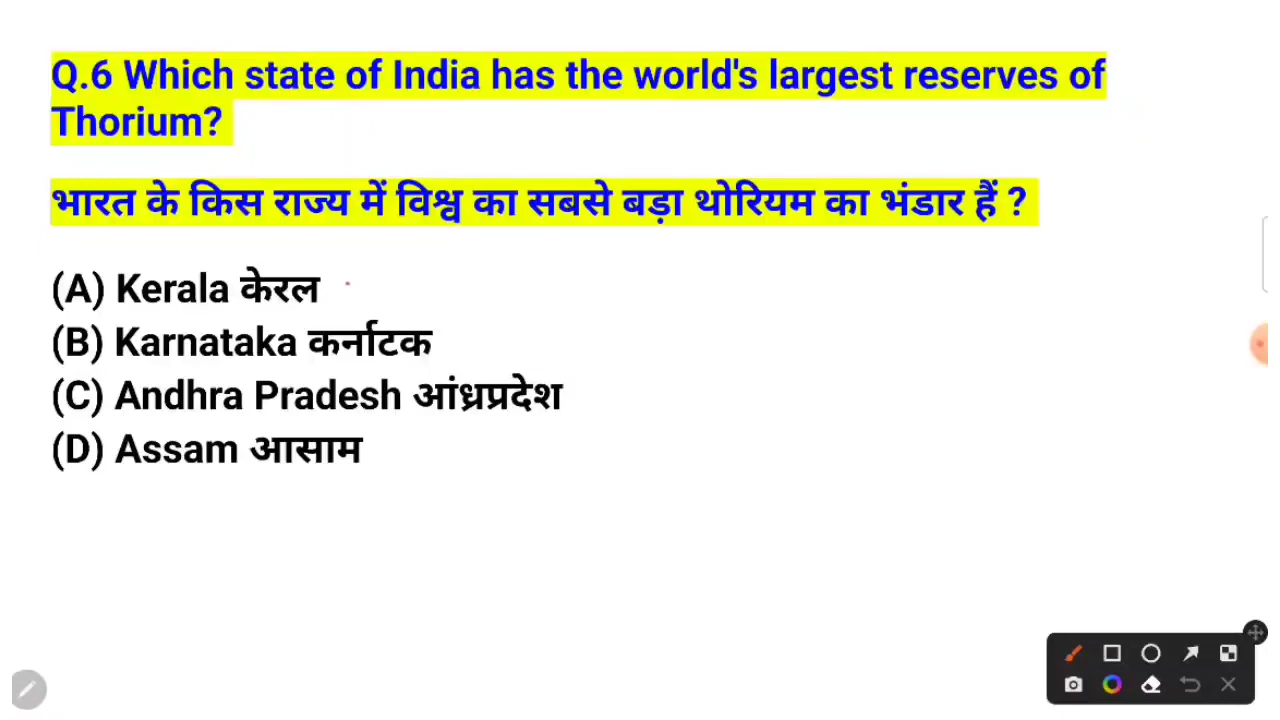 Q.6 Which state of India has the world's largest reserves of
Thorium?
भारत के किस राज्य में विश्व का सबसे बड़ा थोरियम का भंडार हैं ?
(A) Kerala केरल
(B) Karnataka कर्नाटक
(C) Andhra Pradesh आंध्रप्रदेश
(D) Assam आसाम